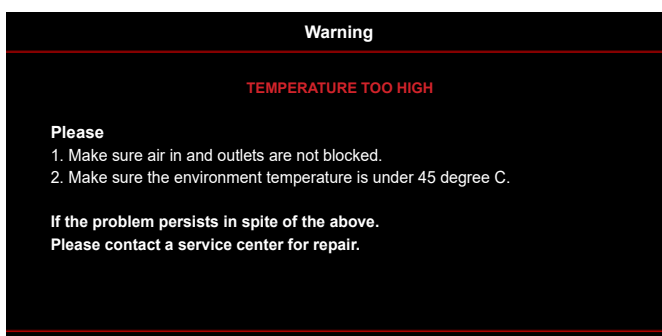 Warning
TEMPERATURE TOO HIGH
Please
1. Make sure air in and outlets are not blocked.
2. Make sure the environment temperature is under 45 degree C.
If the problem persists in spite of the above.
Please contact a service center for repair.